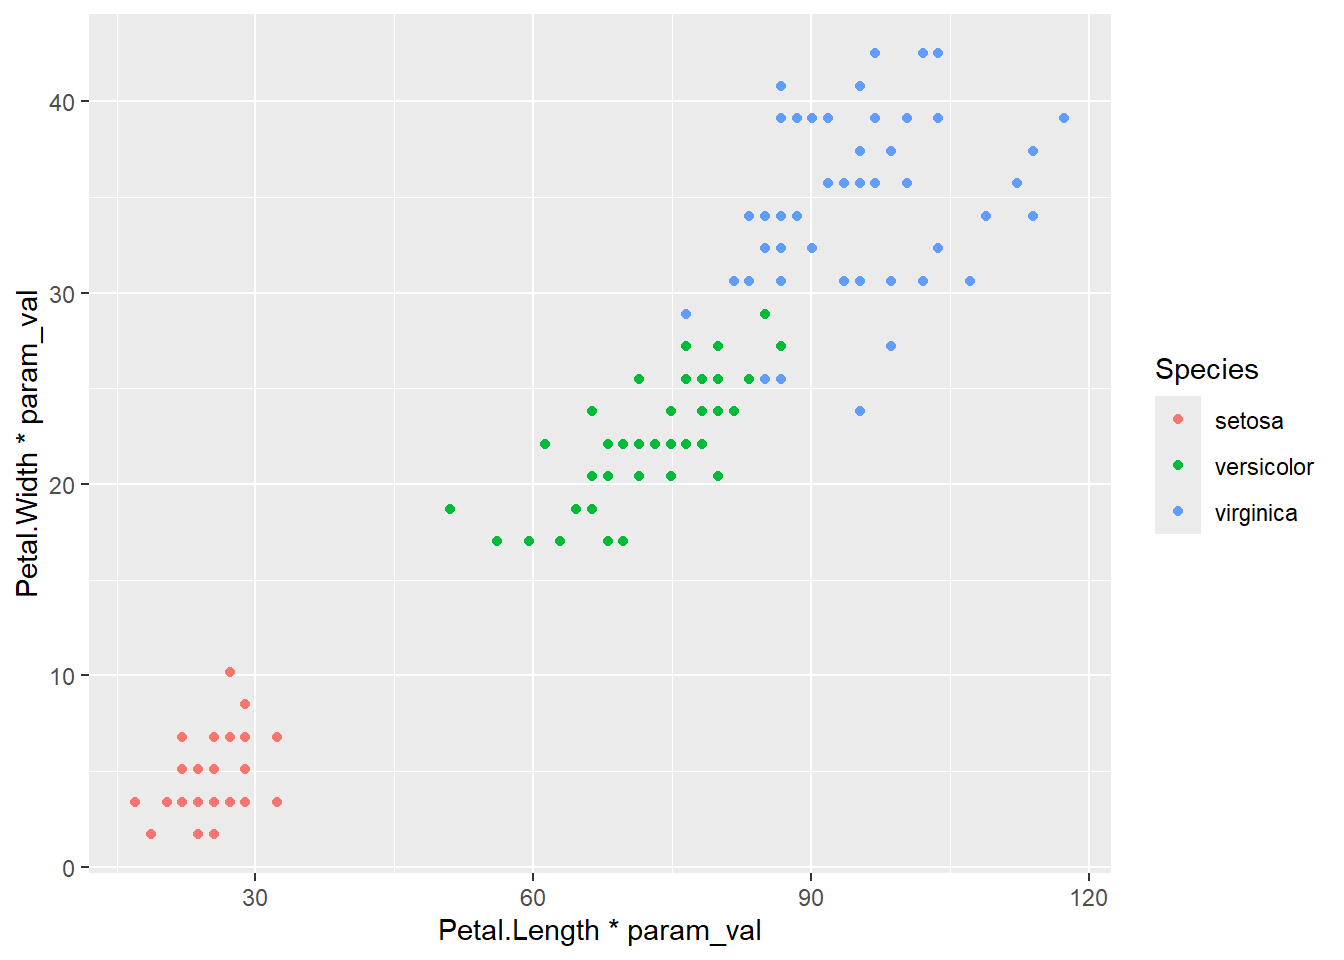 40
30
20
10
0
30
60
90
120
Petal.Length * param_val
Petal.Width * param_val
Species
setosa
versicolor
virginica